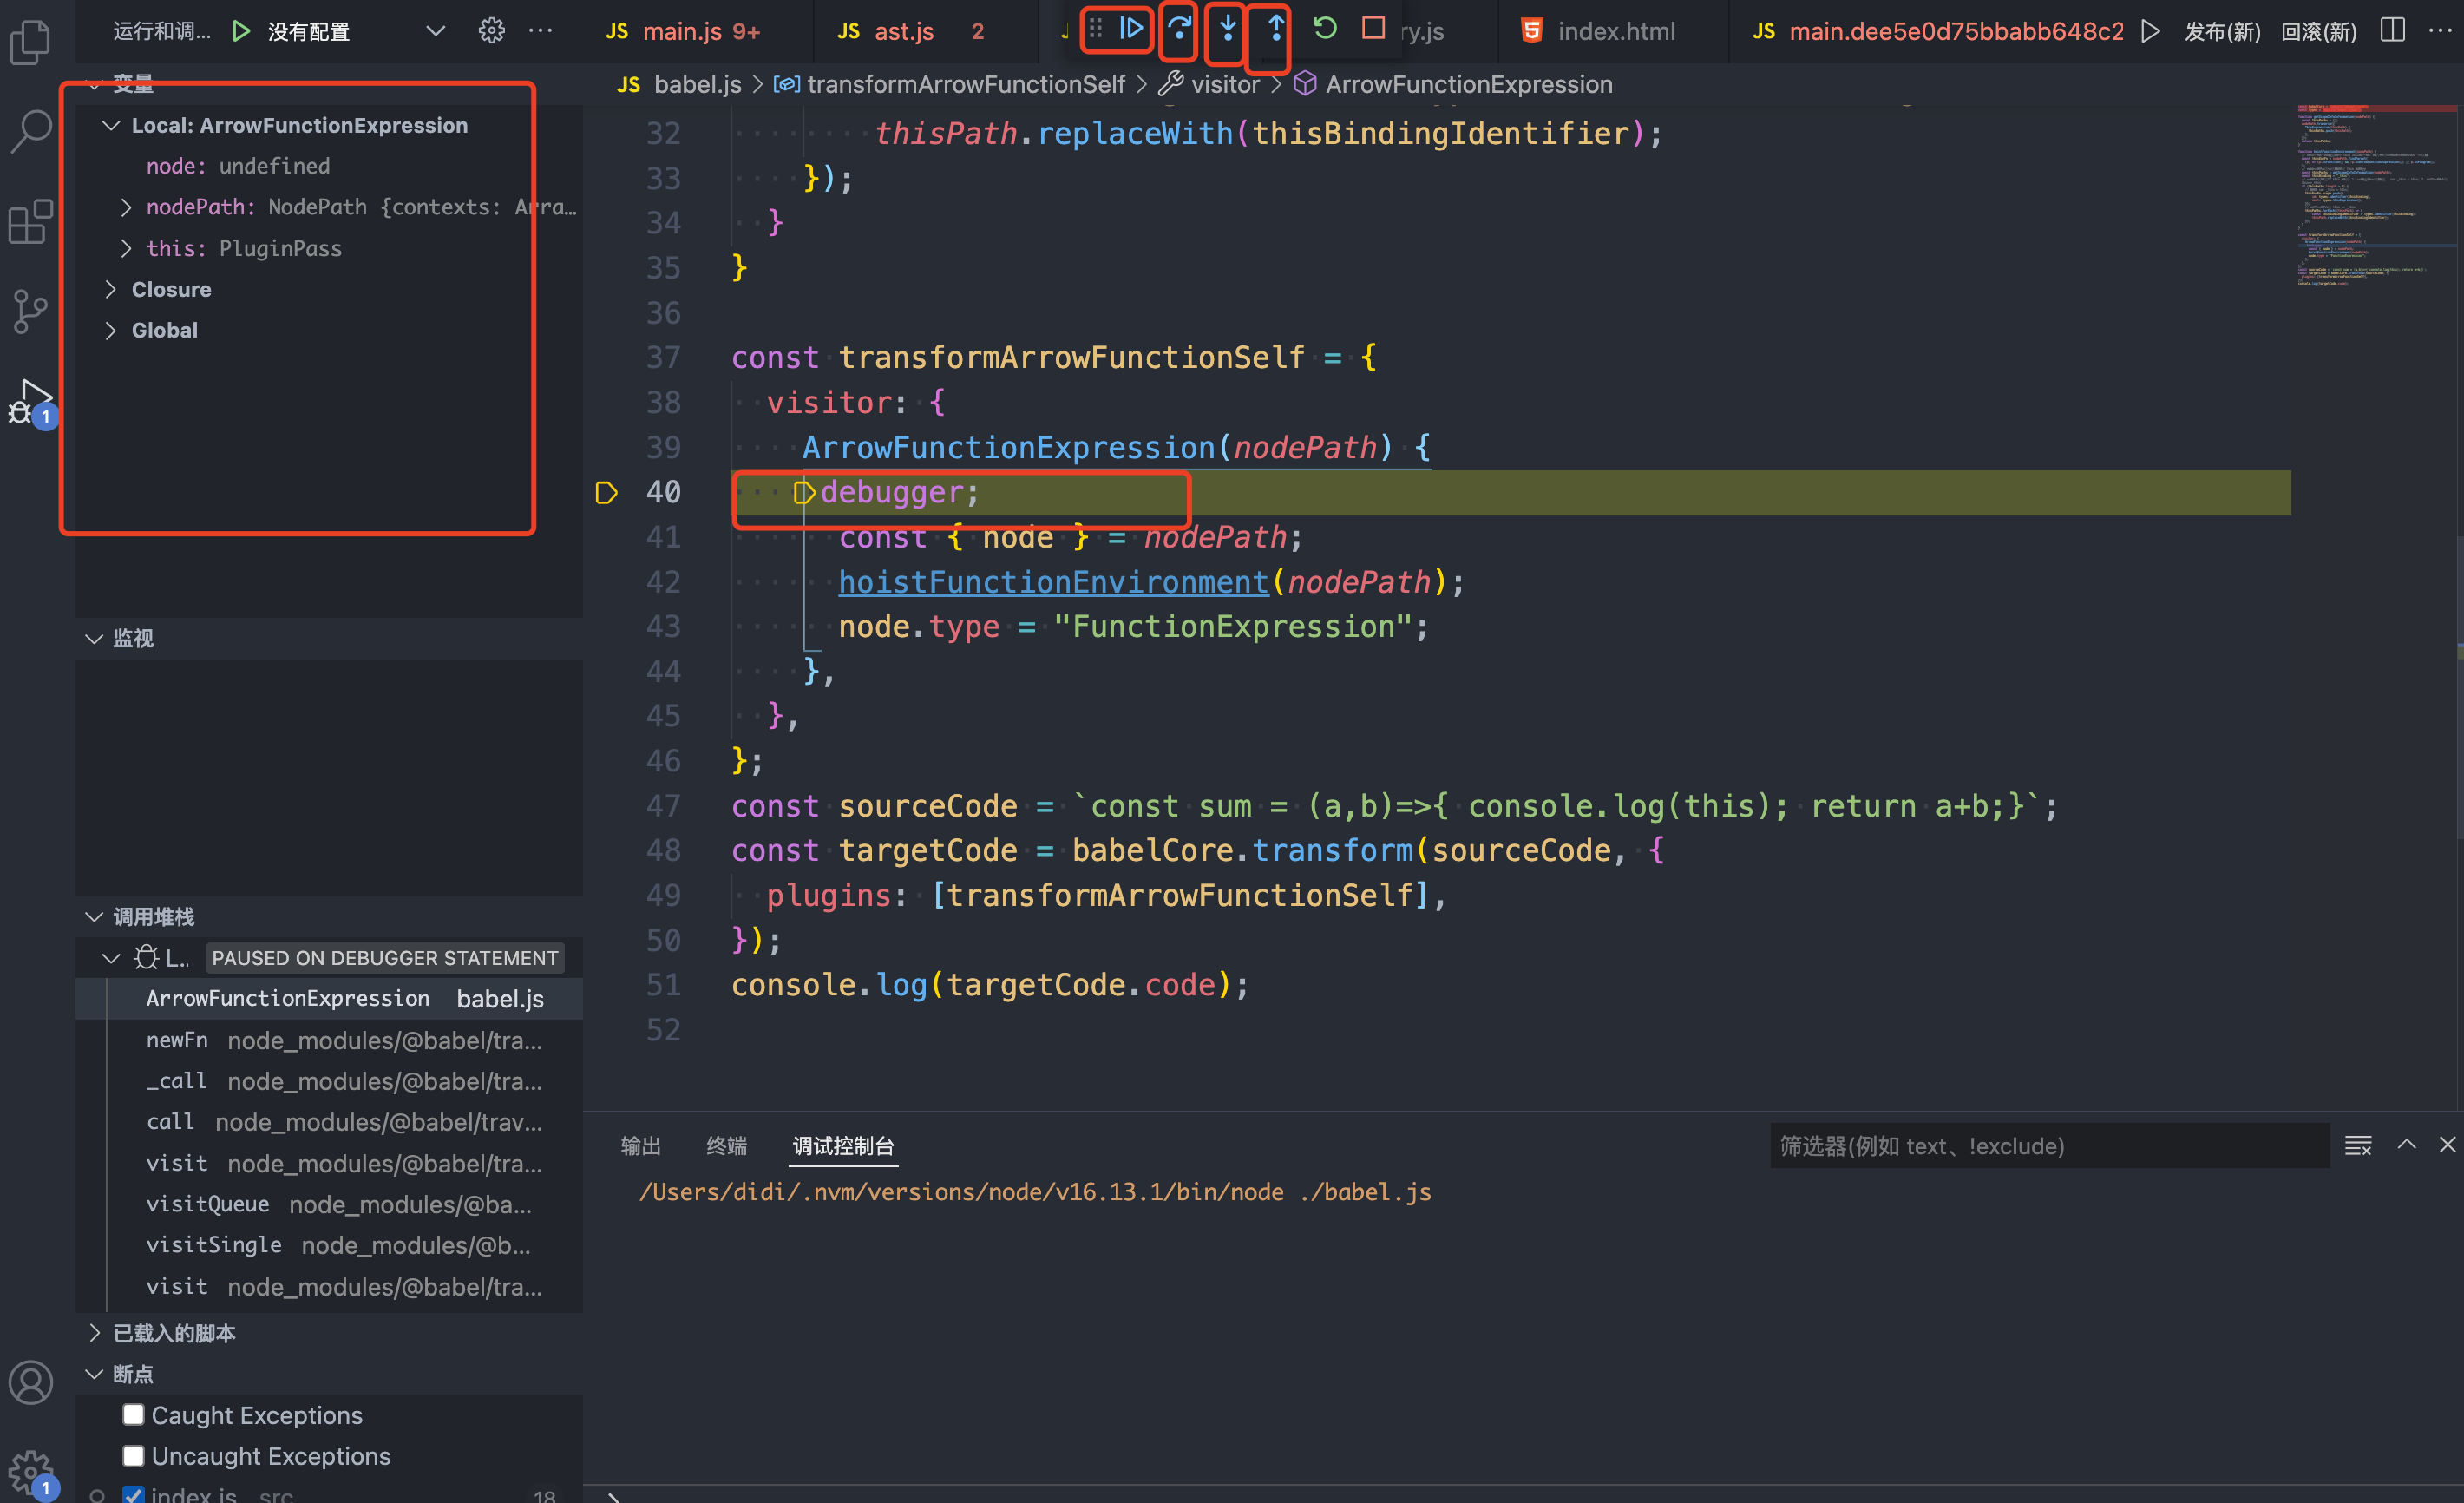 运行和调... 没有配置
JS main.js 9+
JS ast.js 2
ry.js
index.html
JS main.dee5e0d75bbabb648c2
发布(新) 回滚(新)
JS babel.js > transformArrowFunctionSelf > visitor > ArrowFunctionExpression
变量
Local: ArrowFunctionExpression
node: undefined
nodePath: NodePath {contexts: Arra…
this: PluginPass
Closure
Global
监视
调用堆栈
L.. PAUSED ON DEBUGGER STATEMENT
ArrowFunctionExpression babel.js
newFn node_modules/@babel/tra...
_call node_modules/@babel/tra...
call node_modules/@babel/trav...
visit node_modules/@babel/tra...
visitQueue node_modules/@ba...
visitSingle node_modules/@b...
visit node_modules/@babel/tra...
已载入的脚本
断点
Caught Exceptions
Uncaught Exceptions
index.js src 18
1
1
32 thisPath.replaceWith(thisBindingIdentifier);
33 });
34 }
35 }
36
37 const transformArrowFunctionSelf = {
38 visitor: {
39 ArrowFunctionExpression(nodePath) {
40 debugger;
41 const { node } = nodePath;
42 hoistFunctionEnvironment(nodePath);
43 node.type = "FunctionExpression";
44 },
45 },
46 };
47 const sourceCode = `const sum = (a,b)=>{ console.log(this); return a+b;}`;
48 const targetCode = babelCore.transform(sourceCode, {
49 plugins: [transformArrowFunctionSelf],
50 });
51 console.log(targetCode.code);
52
输出 终端 调试控制台
筛选器(例如 text、!exclude)
/Users/didi/.nvm/versions/node/v16.13.1/bin/node ./babel.js